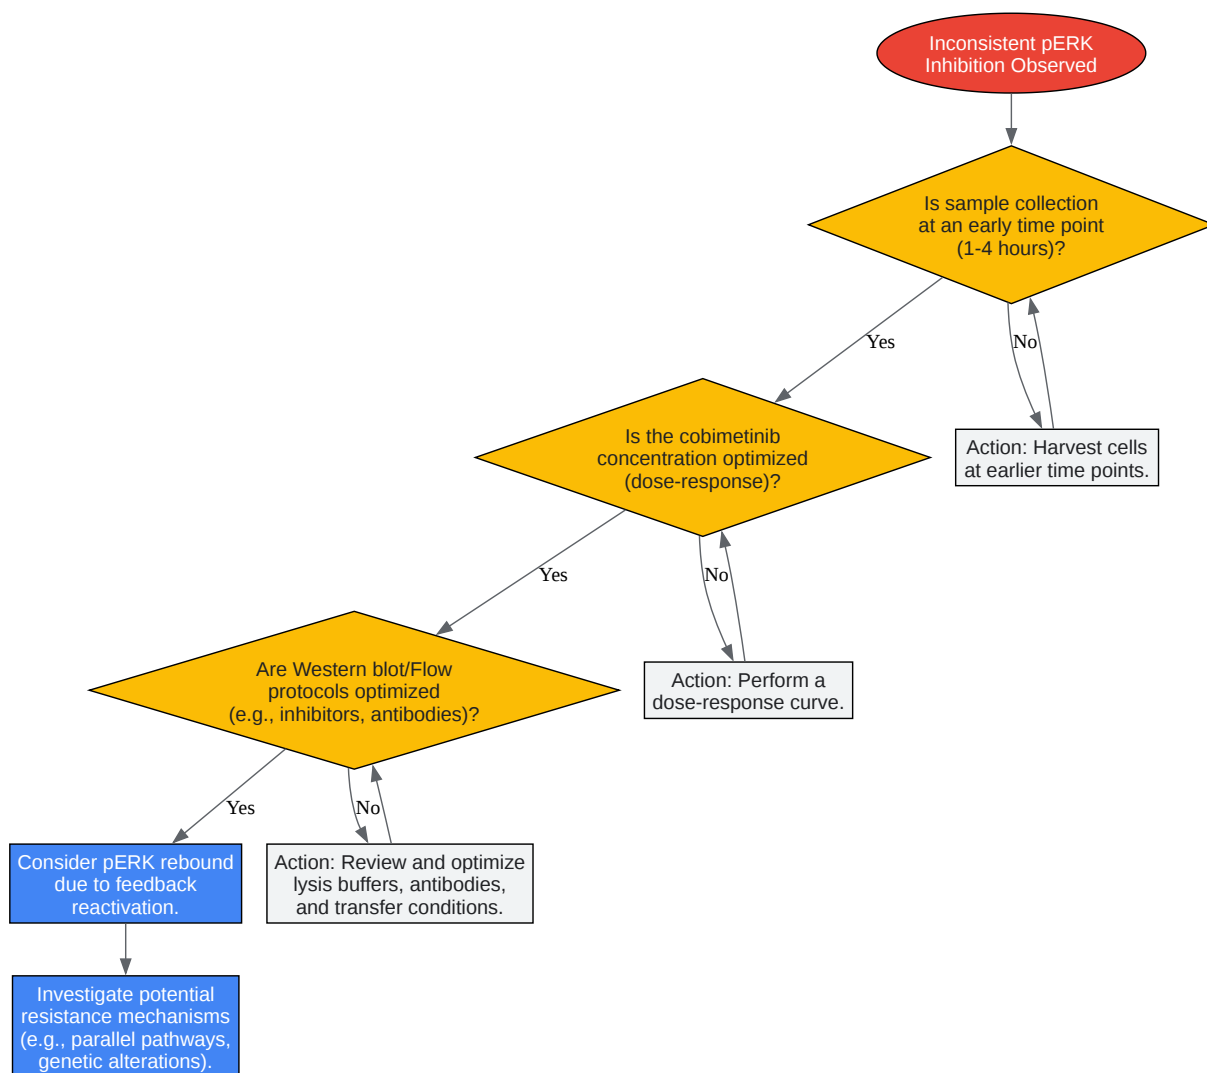 Inconsistent pERK
Inhibition Observed
Is sample collection
at an early time point
(1-4 hours)?
Yes
No
Is the cobimetinib
concentration optimized
(dose-response)?
Action: Harvest cells
at earlier time points.
Yes
No
Are Western blot/Flow
protocols optimized
(e.g., inhibitors, antibodies)?
Action: Perform a
dose-response curve.
Yes
No
Consider pERK rebound
due to feedback
reactivation.
Action: Review and optimize
lysis buffers, antibodies,
and transfer conditions.
Investigate potential
resistance mechanisms
(e.g., parallel pathways,
genetic alterations).